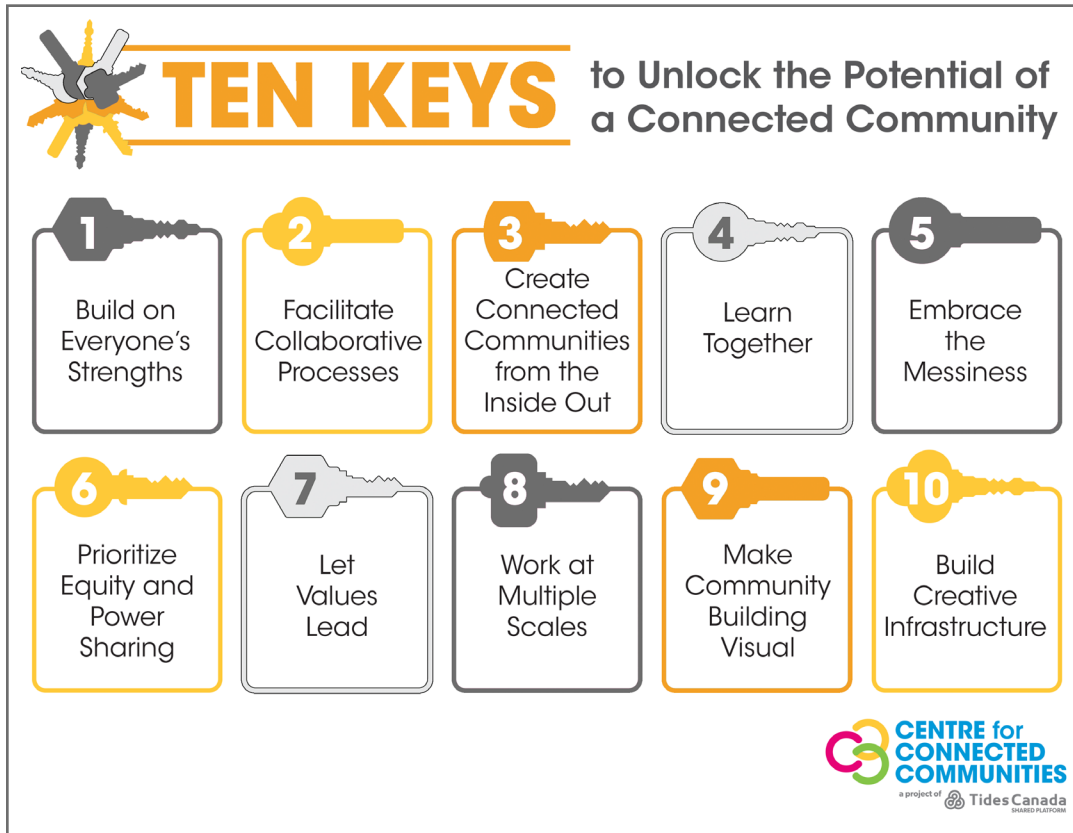 TEN KEYS
to Unlock the Potential of
a Connected Community
1
Build on
Everyone's
Strengths
2
Facilitate
Collaborative
Processes
3
Create
Connected
Communities
from the
Inside Out
4
Learn
Together
5
Embrace
the
Messiness
6
Prioritize
Equity and
Power
Sharing
7
Let
Values
Lead
8
Work at
Multiple
Scales
9
Make
Community
Building
Visual
10
Build
Creative
Infrastructure
CENTRE for
CONNECTED
COMMUNITIES
a project of Tides Canada
SHARED PLATFORM